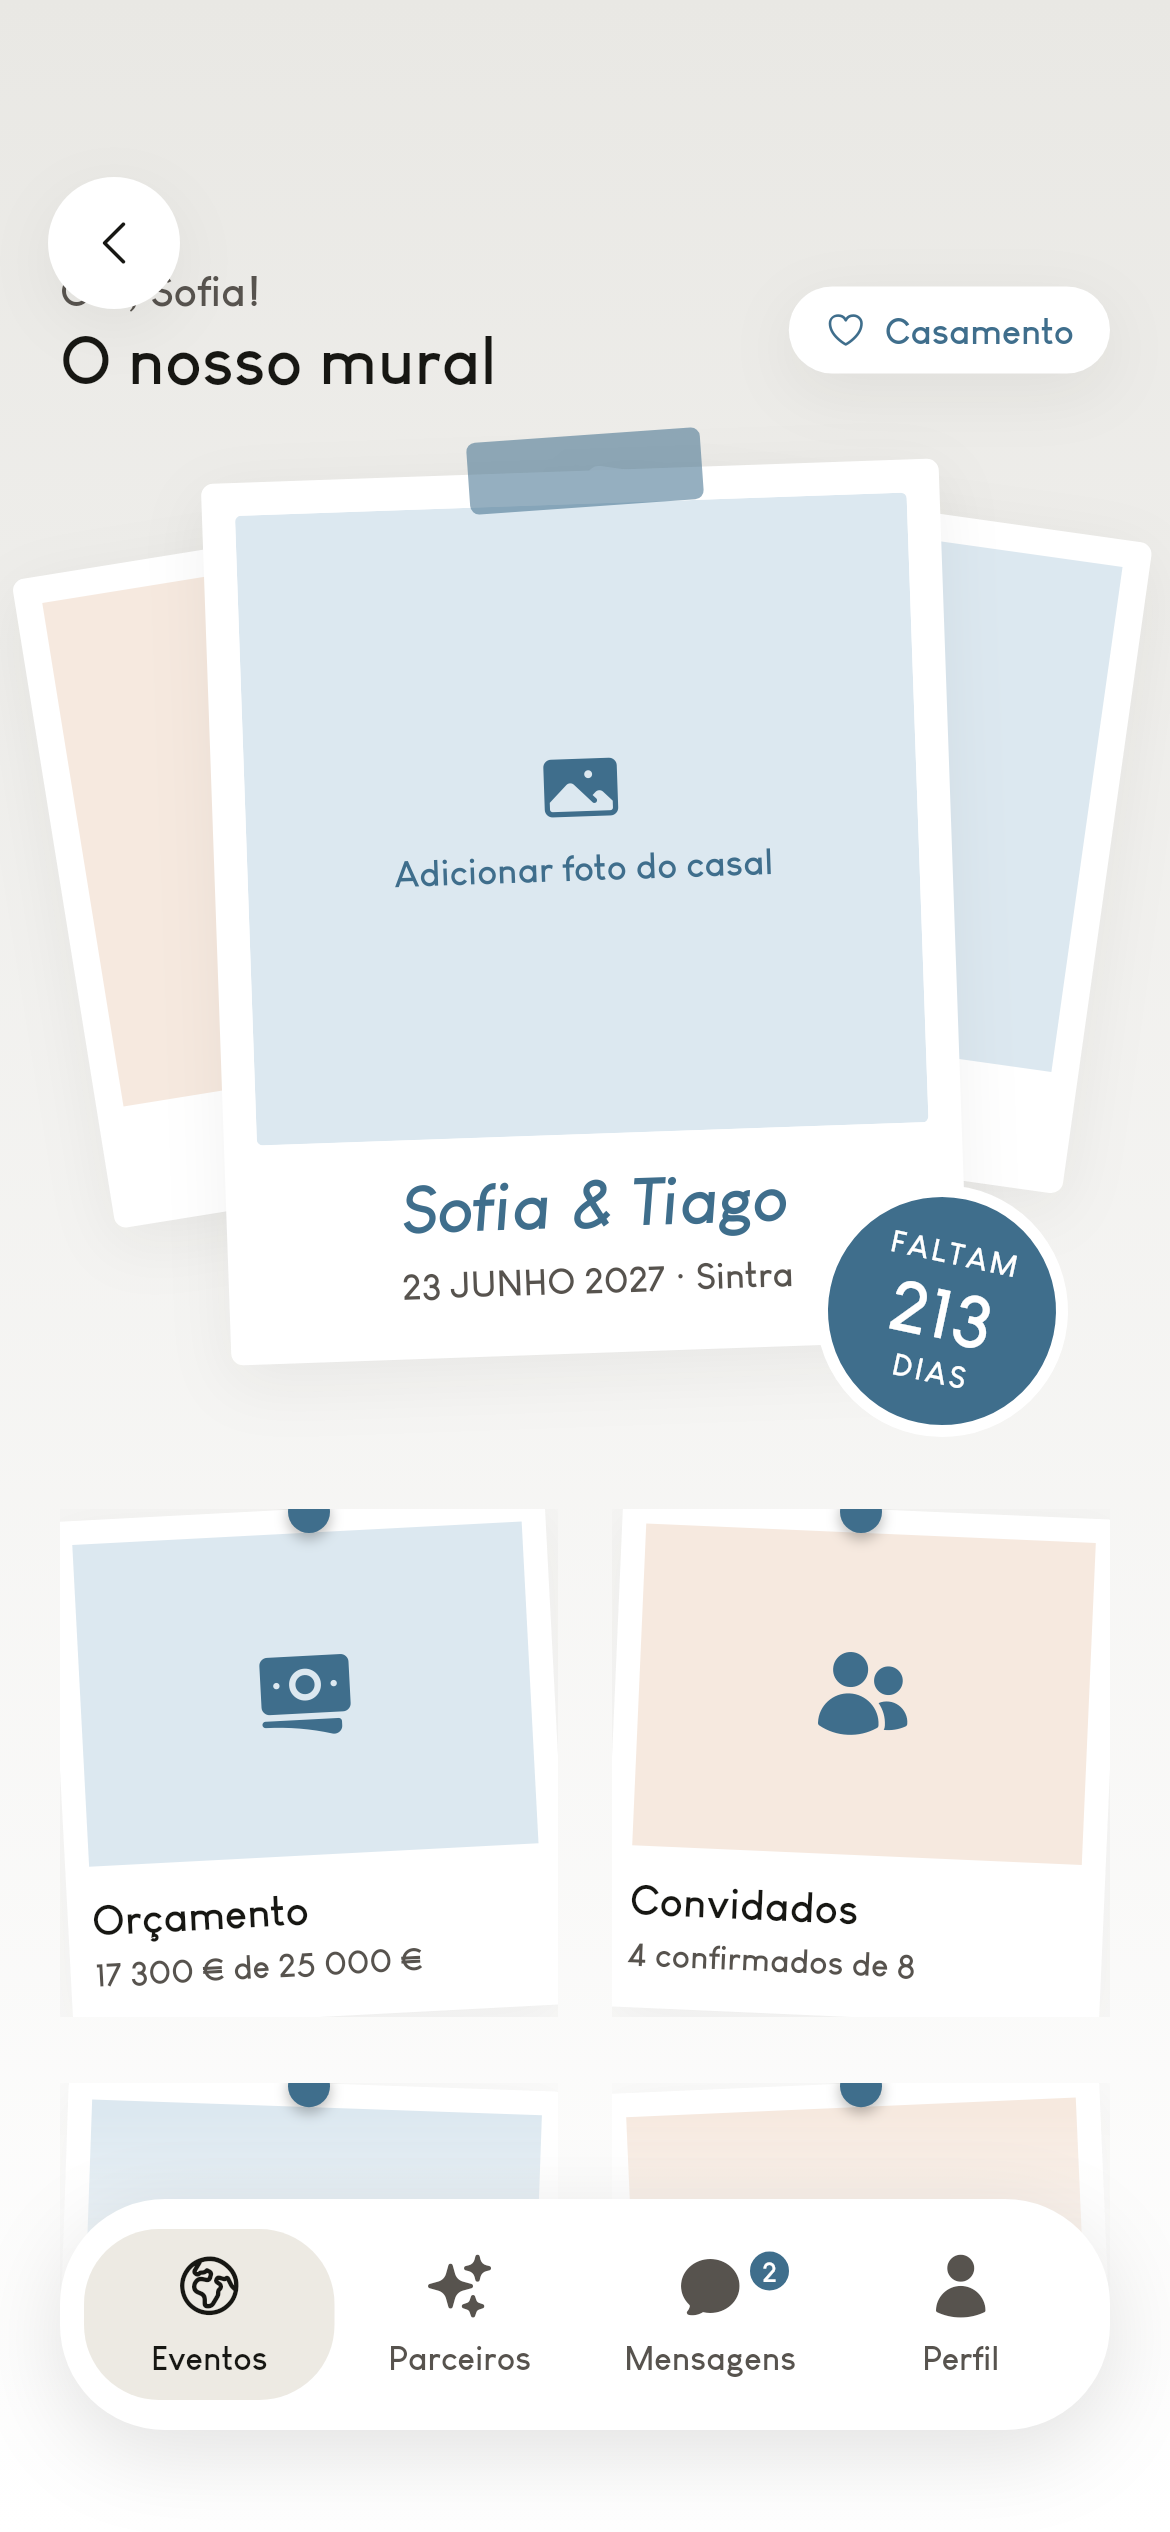 Sofia!
O nosso mural
Casamento
Adicionar foto do casal
Sofia & Tiago
23 JUNHO 2027 · Sintra
FALTAM
213
DIAS
Orçamento
17 300 € de 25 000 €
Convidados
4 confirmados de 8
Eventos
Parceiros
2
Mensagens
Perfil